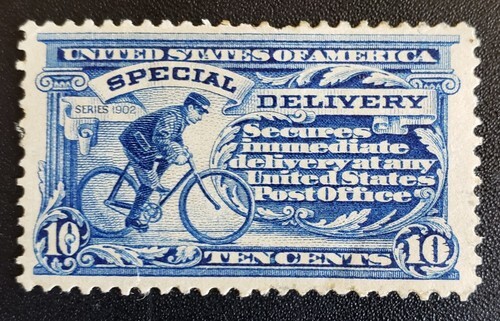 UNITED STATES OF AMERICA
SPECIAL
DELIVERY
SERIES 1902
Secures
immediate
delivery at any
United States
Post Office.
10
TEN CENTS
10